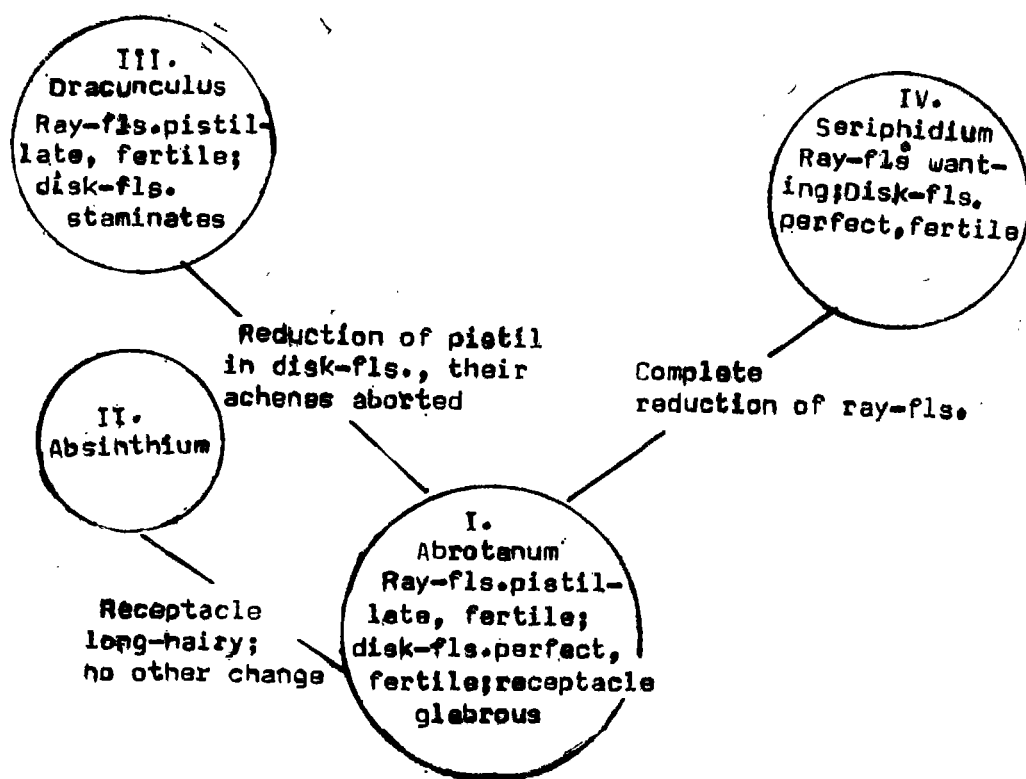 III.
Dracunculus
Ray-fls.pistil-
late, fertile;
disk-fls.
staminates
IV.
Seriphidium
Ray-fls want-
ing;Disk-fls.
perfect,fertile
Reduction of pistil
in disk-fls., their
achenes aborted
Complete
reduction of ray-fls.
II.
Absinthium
I.
Abrotanum
Ray-fls.pistil-
late, fertile;
disk-fls.perfect,
fertile;receptacle
glabrous
Receptacle
long-hairy;
no other change